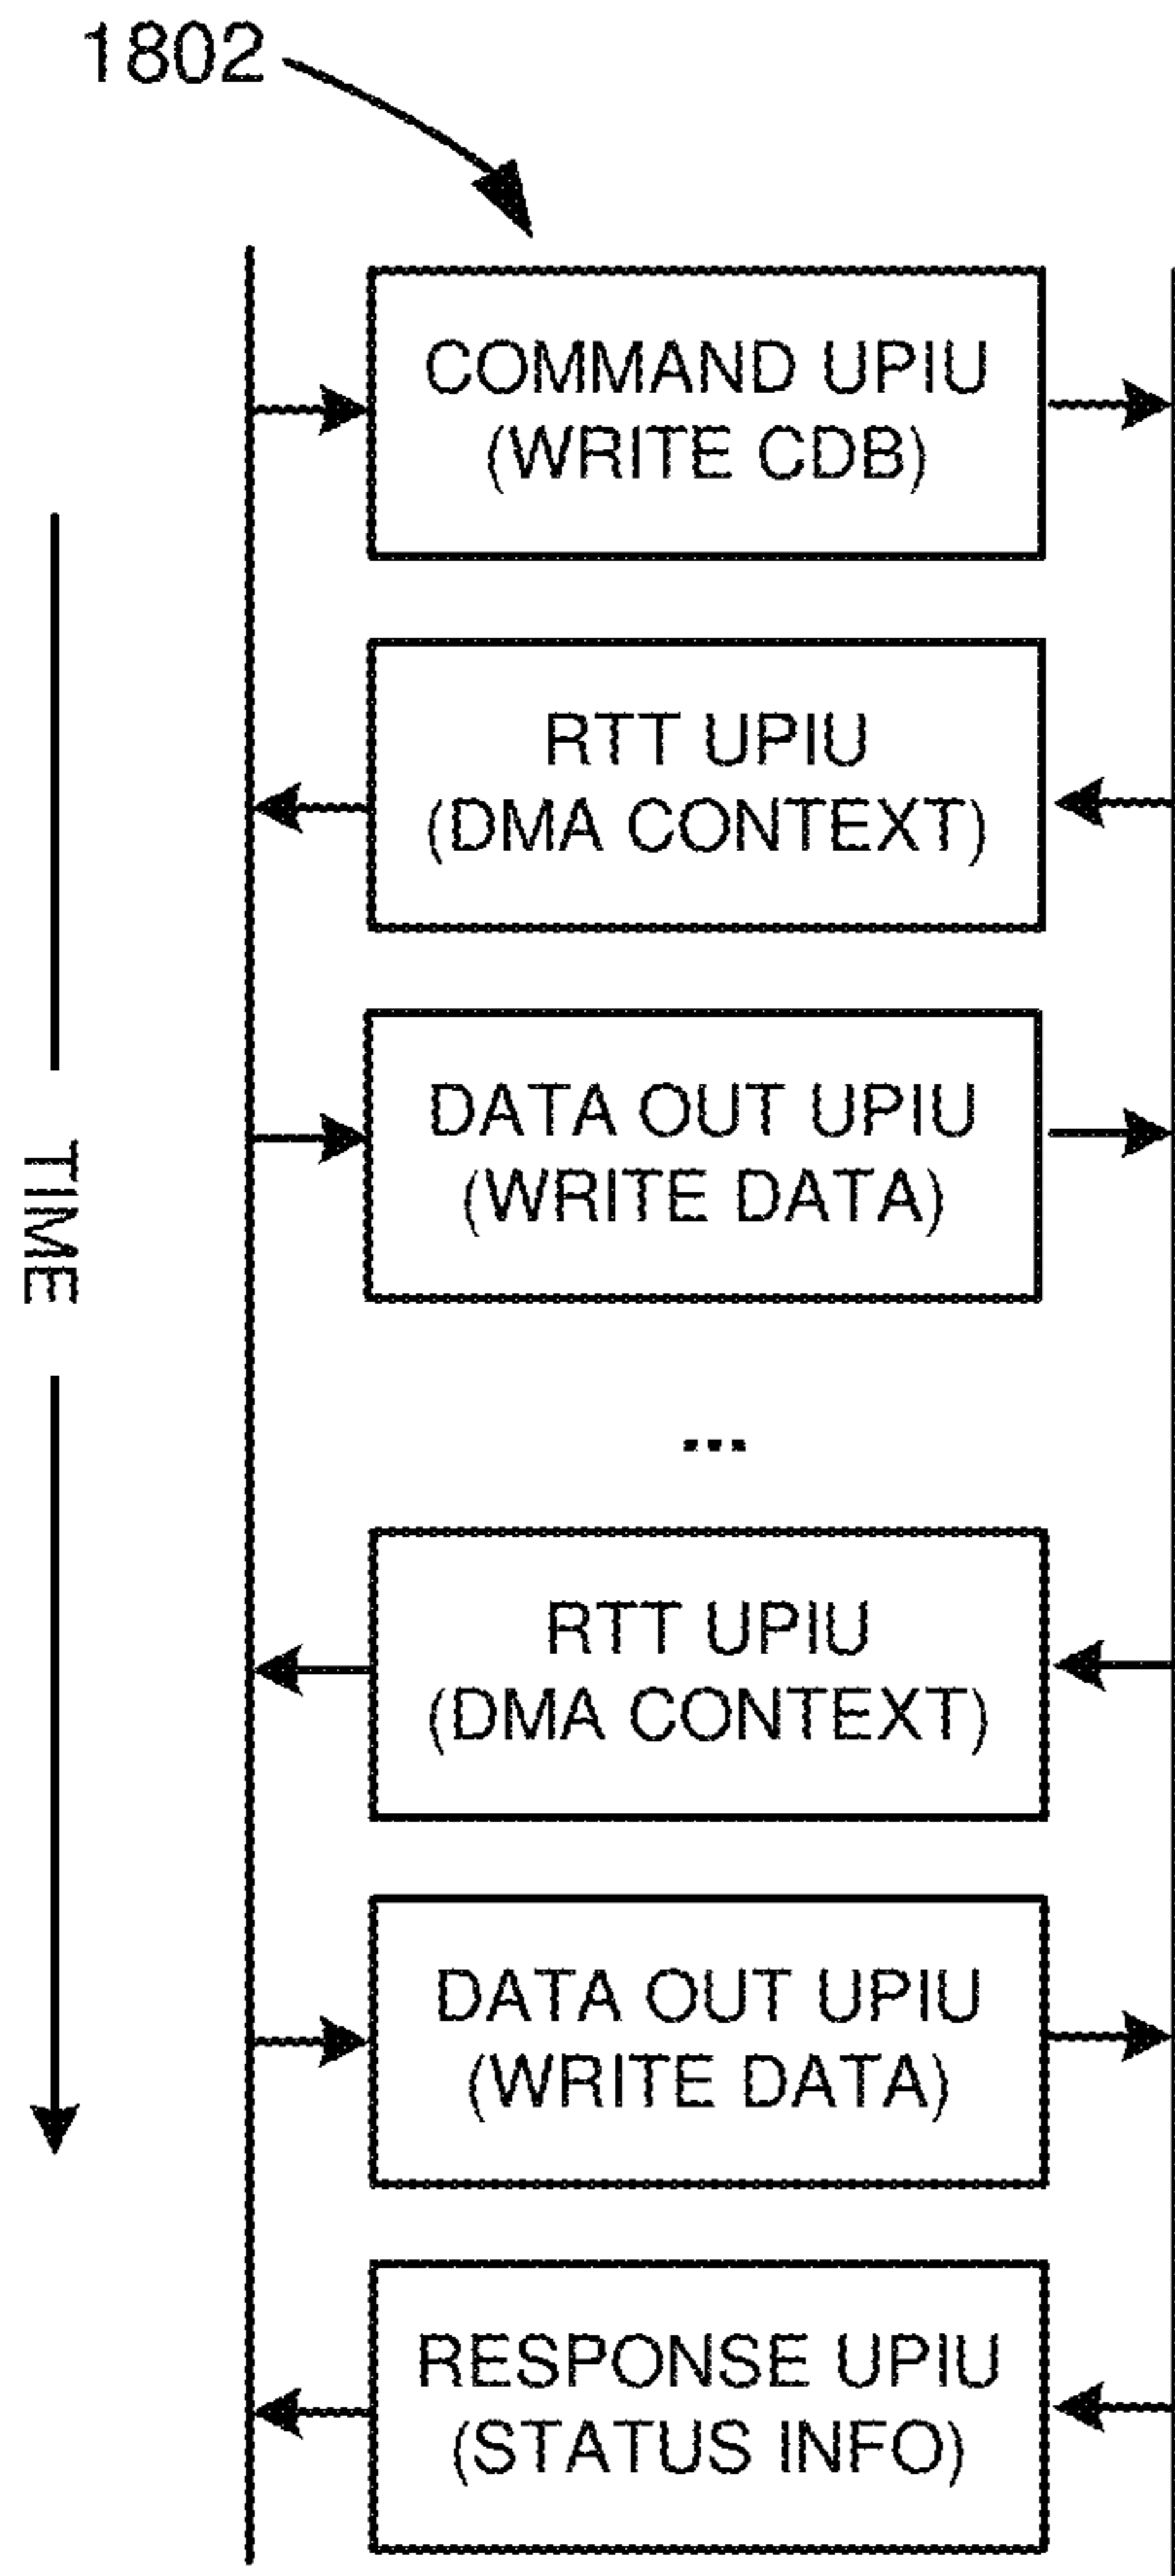 1802
COMMAND UPIU
(WRITE CDB)
RTT UPIU
(DMA CONTEXT)
DATA OUT UPIU
(WRITE DATA)
TIME
...
RTT UPIU
(DMA CONTEXT)
DATA OUT UPIU
(WRITE DATA)
RESPONSE UPIU
(STATUS INFO)